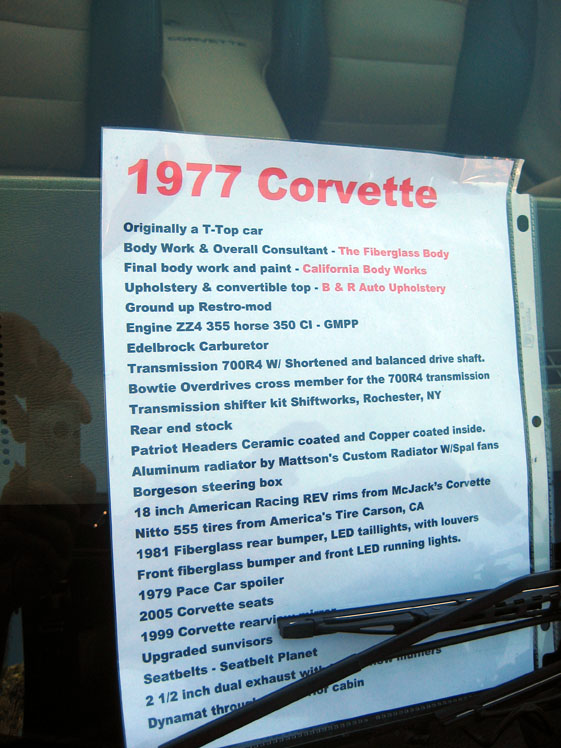 CORVETTE
1977 Corvette
Originally a T-Top car
Body Work & Overall Consultant - The Fiberglass Body
Final body work and paint - California Body Works
Upholstery & convertible top - B & R Auto Upholstery
Ground up Restro-mod
Engine ZZ4 355 horse 350 CI - GMPP
Edelbrock Carburetor
Transmission 700R4 W/ Shortened and balanced drive shaft.
Bowtie Overdrives cross member for the 700R4 transmission
Transmission shifter kit Shiftworks, Rochester, NY
Rear end stock
Patriot Headers Ceramic coated and Copper coated inside.
Aluminum radiator by Mattson's Custom Radiator W/Spal fans
Borgeson steering box
18 inch American Racing REV rims from McJack's Corvette
Nitto 555 tires from America's Tire Carson, CA
1981 Fiberglass rear bumper, LED taillights, with louvers
Front fiberglass bumper and front LED running lights.
1979 Pace Car spoiler
2005 Corvette seats
1999 Corvette rearview mirror
Upgraded sunvisors
Seatbelts - Seatbelt Planet
2 1/2 inch dual exhaust with mufflers
Dynamat cabin